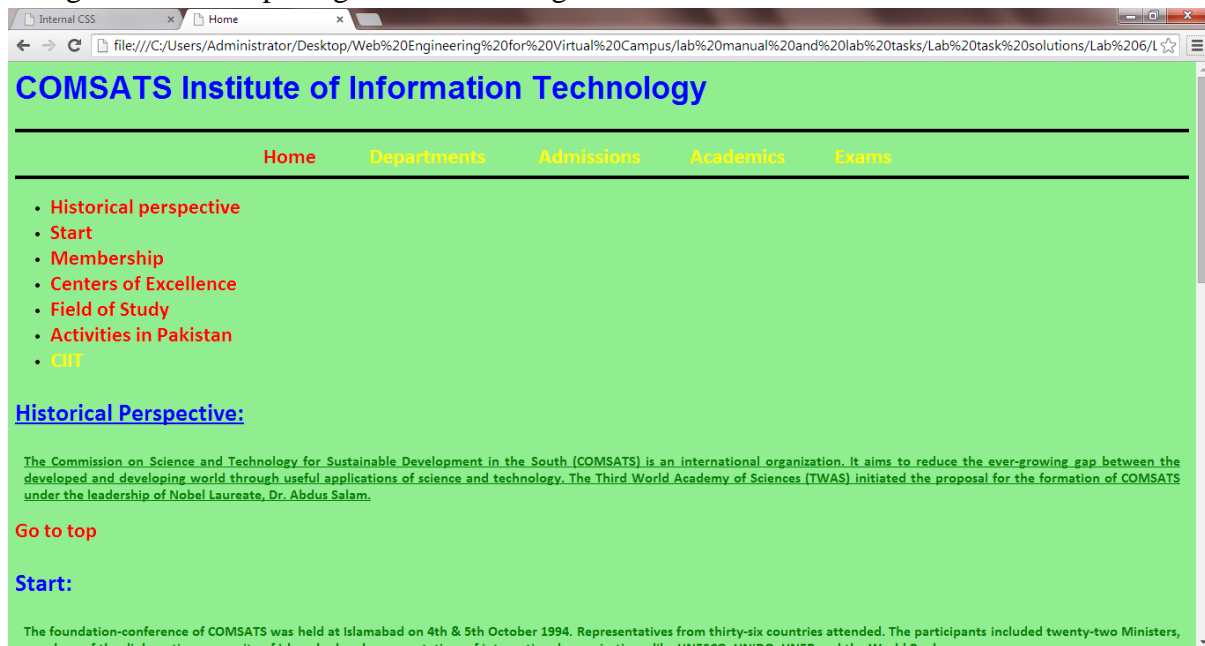 Internal CSS
Home
file:///C:/Users/Administrator/Desktop/Web%20Engineering%20for%20Virtual%20Campus/lab%20manual%20and%20lab%20tasks/Lab%20task%20solutions/Lab%206/L
COMSATS Institute of Information Technology
Home Departments Admissions Academics Exams
• Historical perspective
• Start
• Membership
• Centers of Excellence
• Field of Study
• Activities in Pakistan
• CIIT
Historical Perspective:
The Commission on Science and Technology for Sustainable Development in the South (COMSATS) is an international organization. It aims to reduce the ever-growing gap between the
developed and developing world through useful applications of science and technology. The Third World Academy of Sciences (TWAS) initiated the proposal for the formation of COMSATS
under the leadership of Nobel Laureate, Dr. Abdus Salam.
Go to top
Start:
The foundation-conference of COMSATS was held at Islamabad on 4th & 5th October 1994. Representatives from thirty-six countries attended. The participants included twenty-two Ministers,